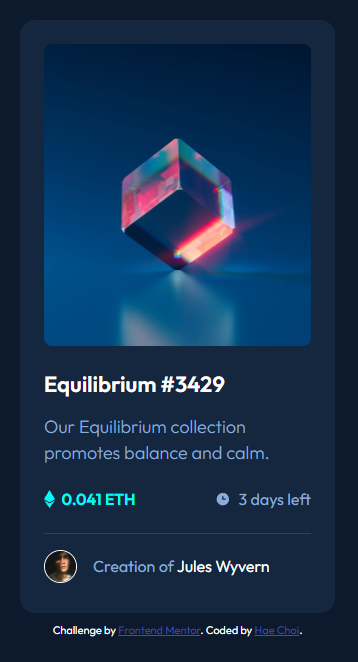 Equilibrium #3429
Our Equilibrium collection
promotes balance and calm.
0.041 ETH 3 days left
Creation of Jules Wyvern
Challenge by Frontend Mentor. Coded by Hae Choi.